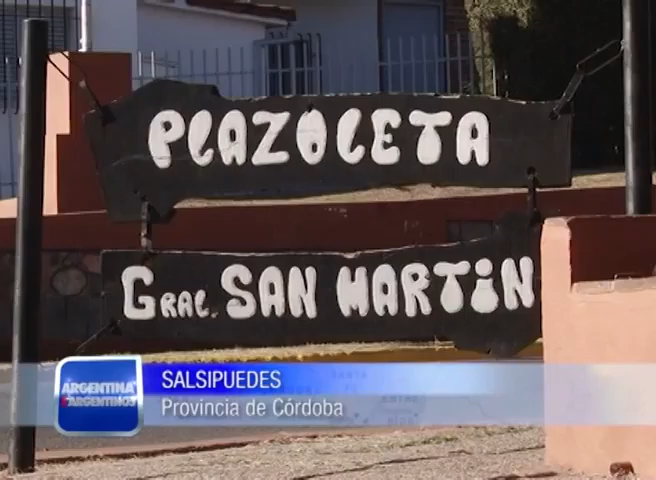 PLAZOLETA
GRAL. SAN MARTIN
ARGENTINA
ARGENTINOS
SALSIPUEDES
Provincia de Córdoba